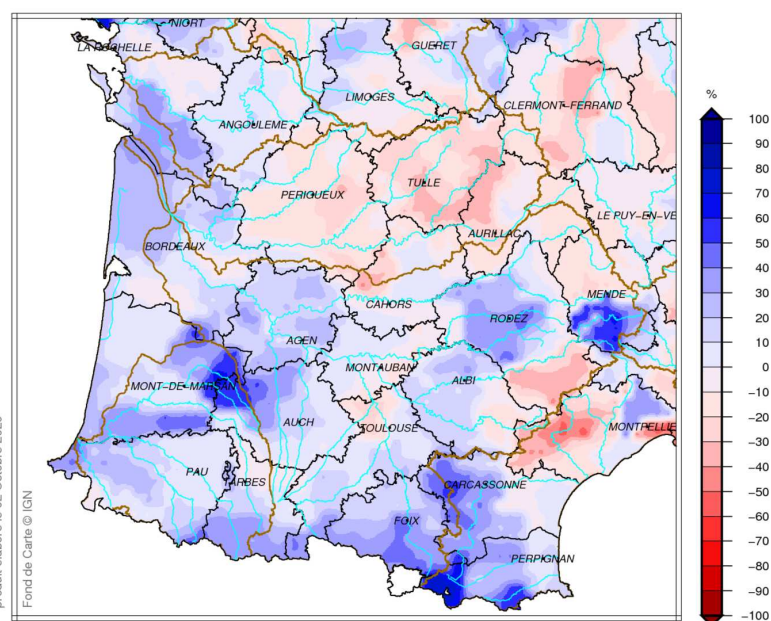 NIORT
LA ROCHELLE
GUERET
LIMOGES
CLERMONT-FERRAND
ANGOULEME
PERIGUEUX
TULLE
LE PUY-EN-VE
AURILLAC
BORDEAUX
CAHORS
MENDE
RODEZ
AGEN
MONT-DE-MARSAN
MONTAUBAN
ALBI
AUCH
TOULOUSE
MONTPELLIE
PAU
ARBES
CARCASSONNE
FOIX
PERPIGNAN
Fond de Carte © IGN
%
100
90
80
70
60
50
40
30
20
10
0
-10
-20
-30
-40
-50
-60
-70
-80
-90
-100